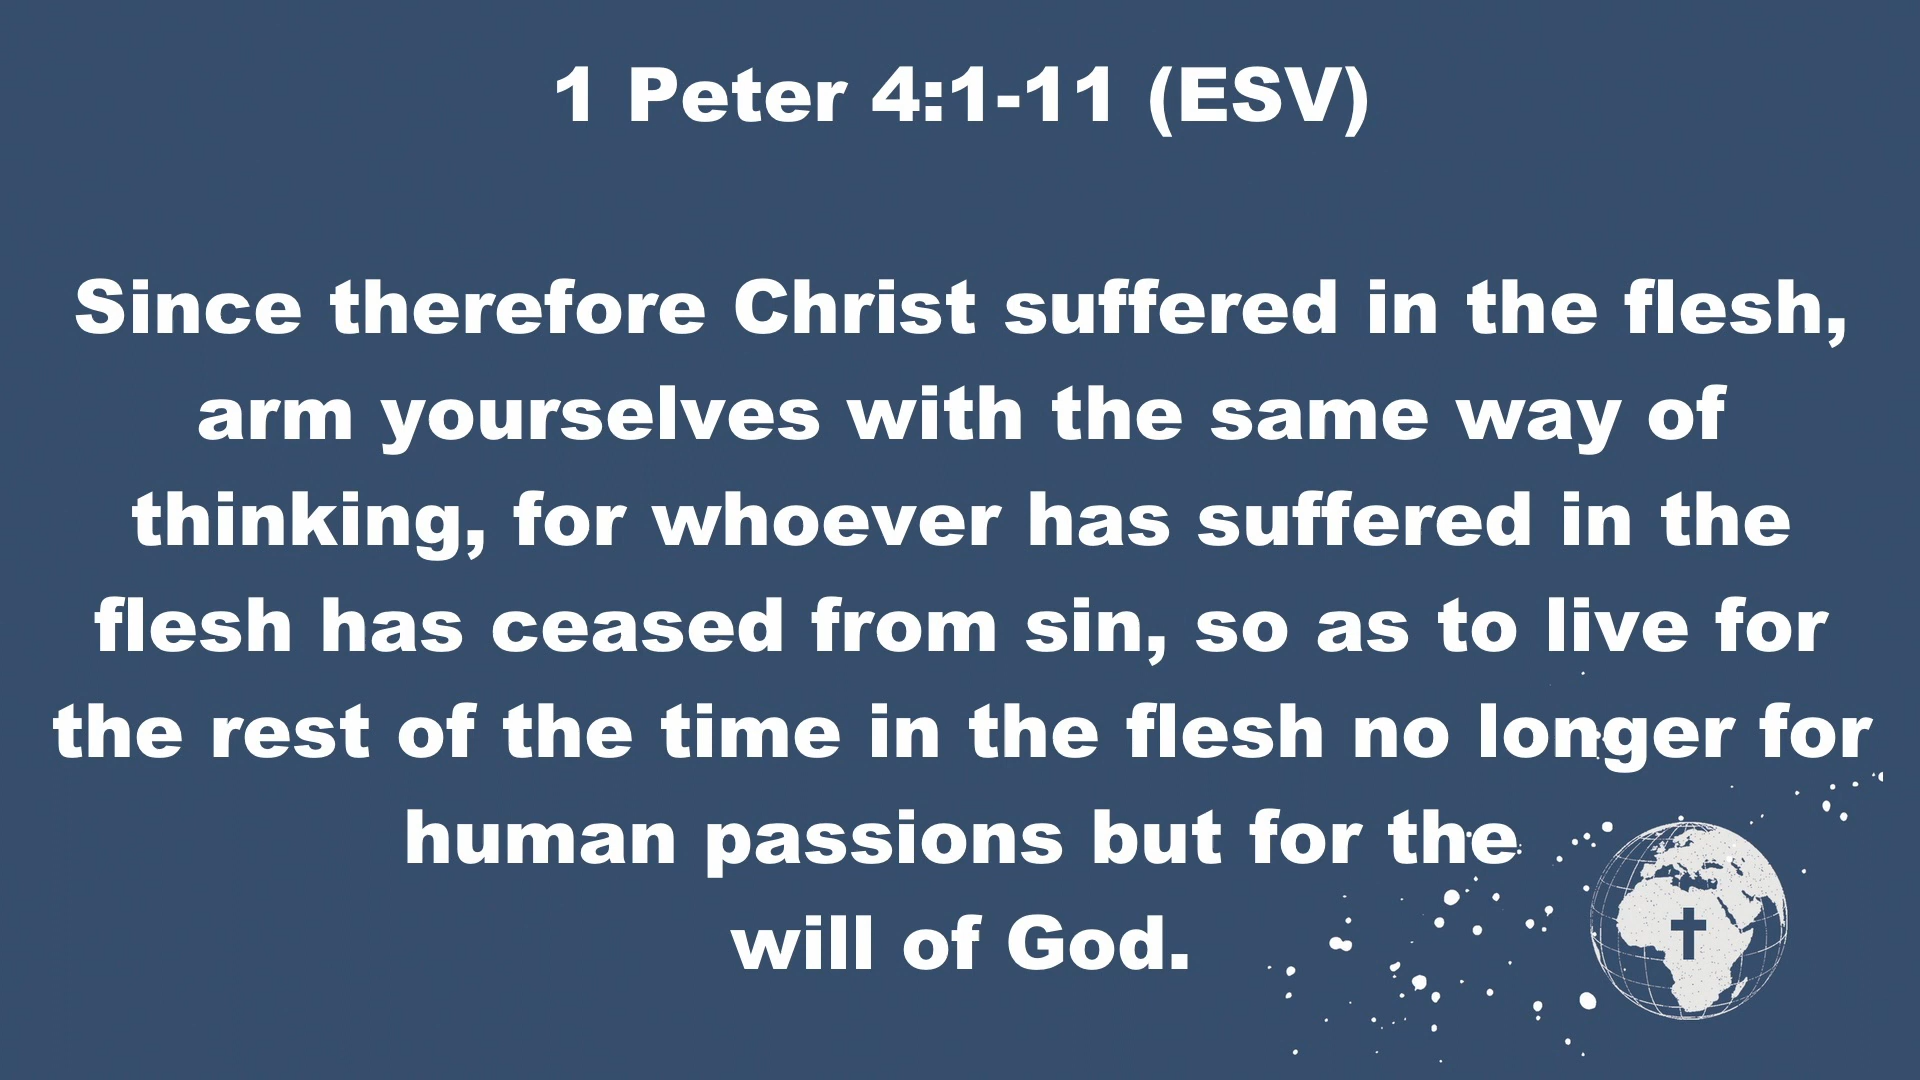 1 Peter 4:1-11 (ESV)
Since therefore Christ suffered in the flesh,
arm yourselves with the same way of
thinking, for whoever has suffered in the
flesh has ceased from sin, so as to live for
the rest of the time in the flesh no longer for
human passions but for the
will of God.